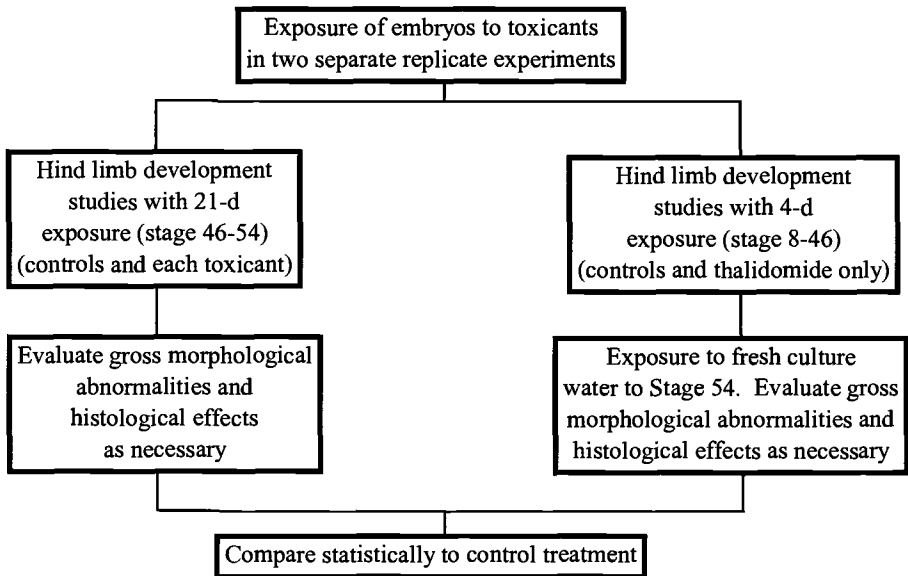 Exposure of embryos to toxicants
in two separate replicate experiments
Hind limb development
studies with 21-d
exposure (stage 46-54)
(controls and each toxicant)
Hind limb development
studies with 4-d
exposure (stage 8-46)
(controls and thalidomide only)
Evaluate gross morphological
abnormalities and
histological effects
as necessary
Exposure to fresh culture
water to Stage 54. Evaluate gross
morphological abnormalities and
histological effects as necessary
Compare statistically to control treatment